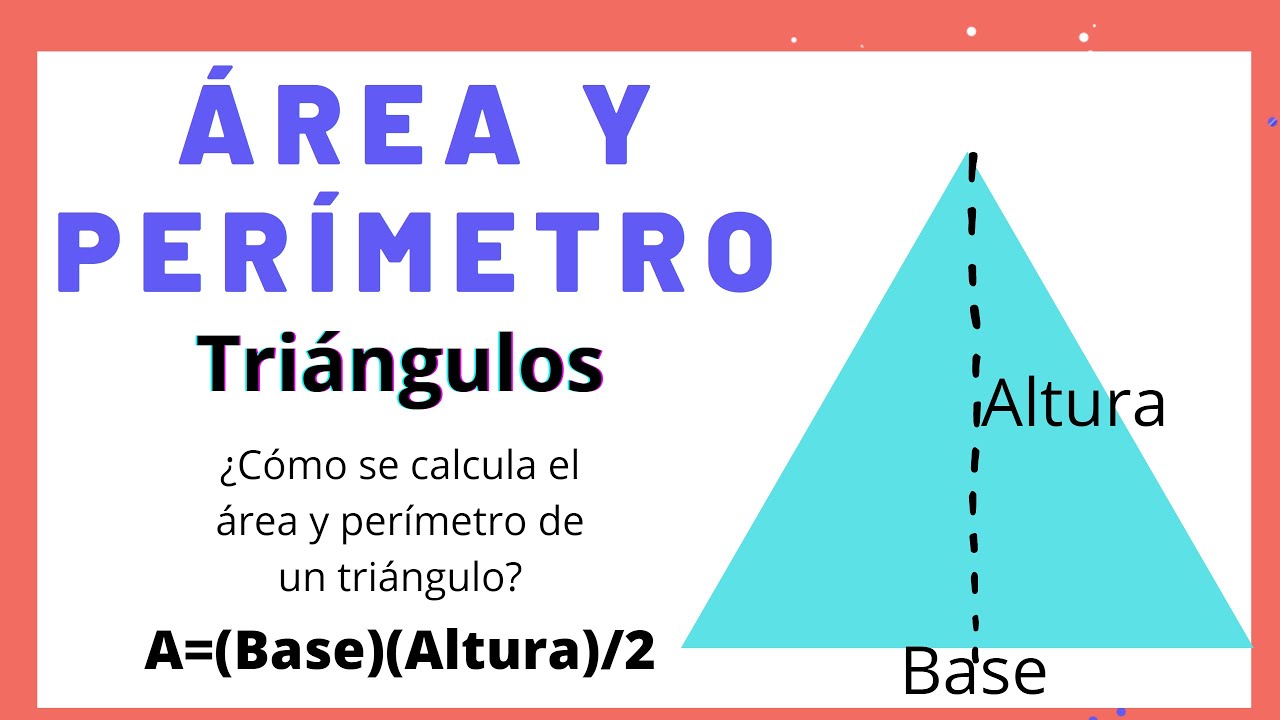 ÁREA Y
PERÍMETRO
Triángulos
¿Cómo se calcula el
área y perímetro de
un triángulo?
A=(Base)(Altura)/2
Altura
Base